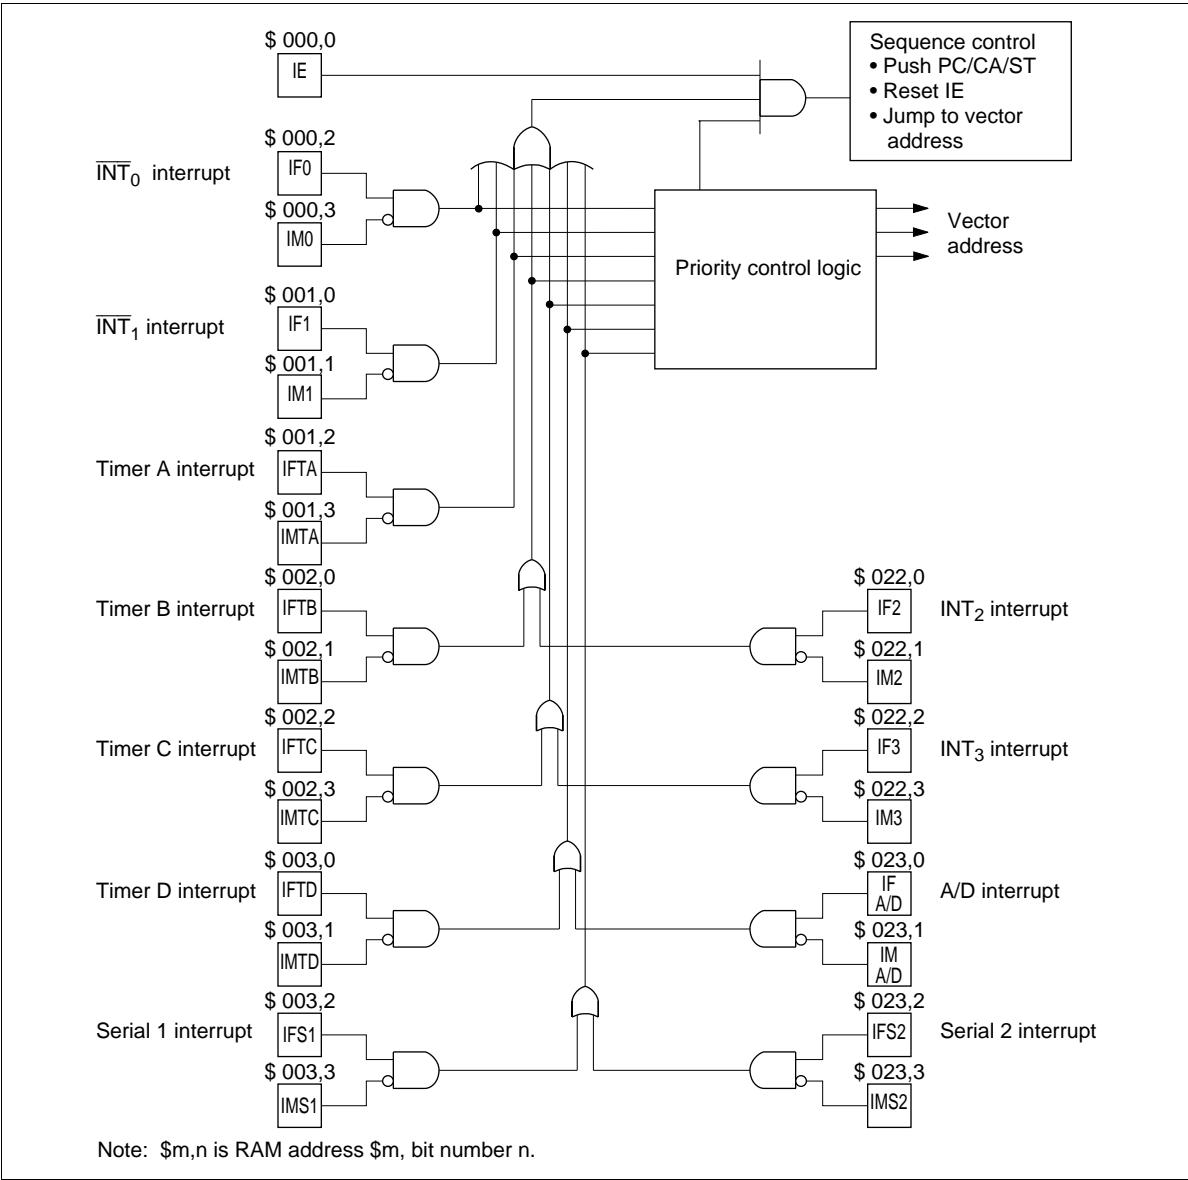 $ 000,0
IE
Sequence control
• Push PC/CA/ST
• Reset IE
• Jump to vector
address
$ 000,2
IF0
INT0 interrupt
$ 000,3
IM0
Priority control logic
Vector
address
$ 001,0
IF1
INT1 interrupt
$ 001,1
IM1
$ 001,2
Timer A interrupt
IFTA
$ 001,3
IMTA
$ 002,0
Timer B interrupt
IFTB
$ 002,1
IMTB
$ 022,0
IF2
INT2 interrupt
$ 022,1
IM2
$ 002,2
Timer C interrupt
IFTC
$ 002,3
IMTC
$ 022,2
IF3
INT3 interrupt
$ 022,3
IM3
$ 003,0
Timer D interrupt
IFTD
$ 003,1
IMTD
$ 023,0
IF
A/D
A/D interrupt
$ 023,1
IM
A/D
$ 003,2
Serial 1 interrupt
IFS1
$ 003,3
IMS1
$ 023,2
IFS2
Serial 2 interrupt
$ 023,3
IMS2
Note: $m,n is RAM address $m, bit number n.